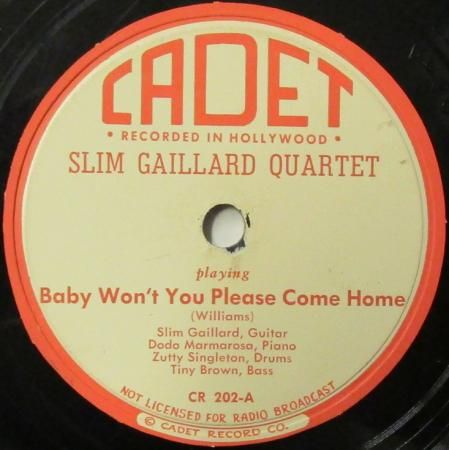 CADET
• RECORDED IN HOLLYWOOD •
SLIM GAILLARD QUARTET
playing
Baby Won't You Please Come Home
(Williams)
Slim Gaillard, Guitar
Dodo Marmarosa, Piano
Zutty Singleton, Drums
Tiny Brown, Bass
CR 202-A
NOT LICENSED FOR RADIO BROADCAST
© CADET RECORD CO.